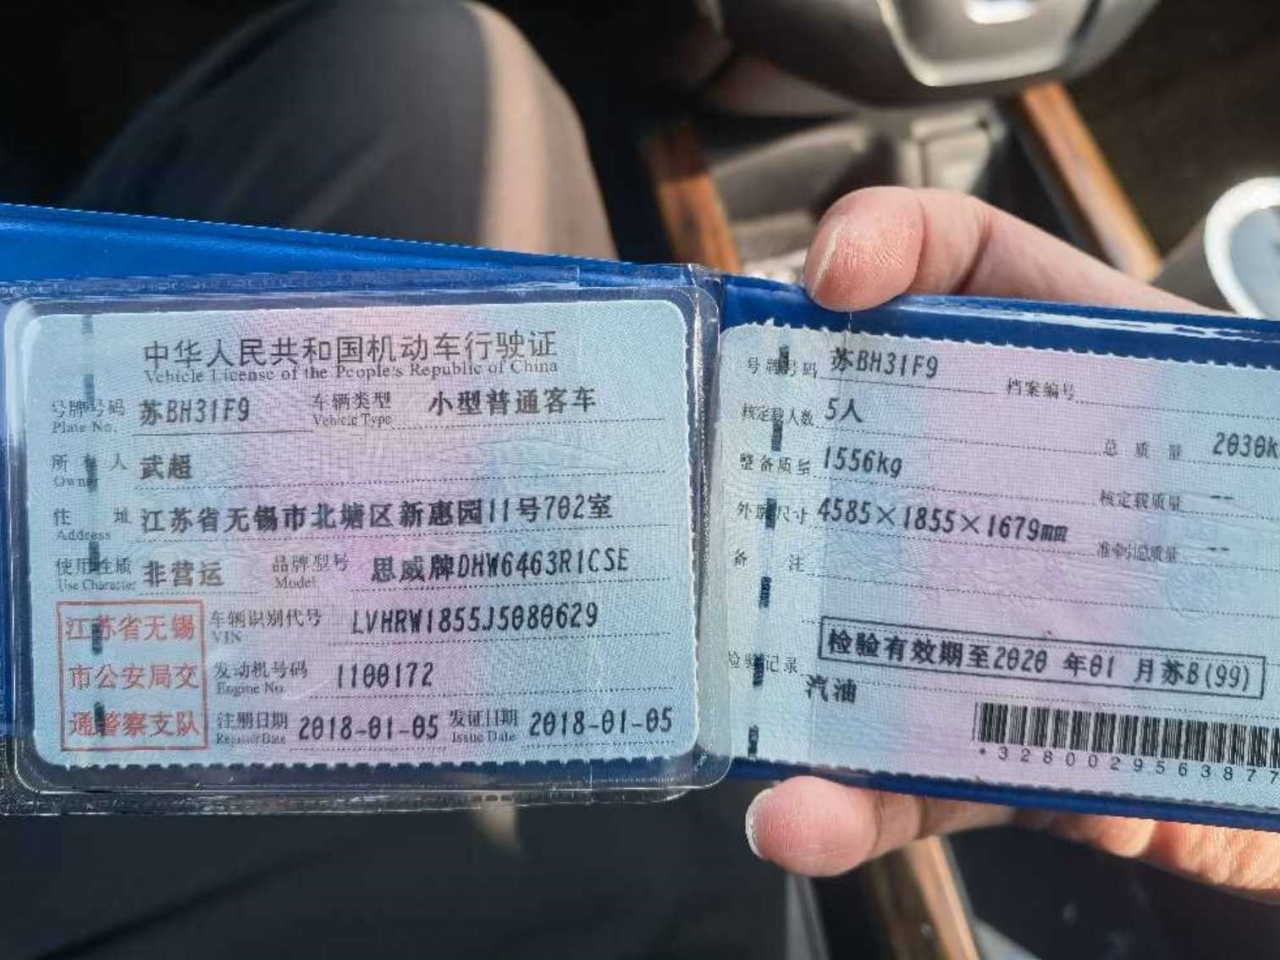 中华人民共和国机动车行驶证
Vehicle License of the People's Republic of China
号牌号码 苏BH31F9 车辆类型 小型普通客车
Plate No. Vehicle Type
所有人 武超
Owner
住址 江苏省无锡市北塘区新惠园11号702室
Address
使用性质 非营运 品牌型号 思威牌DHW6463R1CSE
Use Character Model
江苏省无锡
市公安局交
通警察支队
车辆识别代号 LVHRW1855J5080629
VIN
发动机号码 1100172
Engine No.
注册日期 2018-01-05 发证日期 2018-01-05
Register Date Issue Date
号牌号码 苏BH31F9 档案编号
核定载人数 5人 总质量 2030K
整备质量 1556kg 核定载质量 --
外廓尺寸 4585×1855×1679mm 准牵引总质量 --
备注
检验有效期至2020 年01 月苏B(99)
检验记录
汽油
*3280029563877